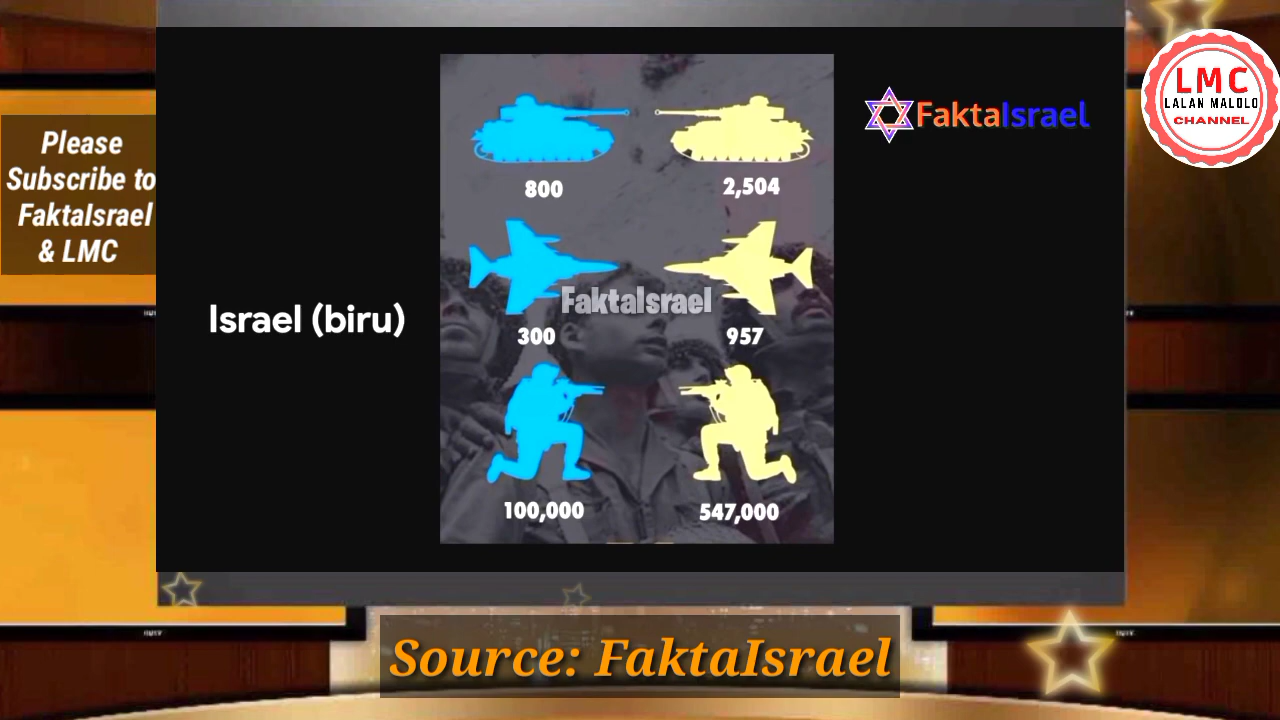 Please
Subscribe to
FaktaIsrael
& LMC
FaktaIsrael
LMC
LALAN MALOLO
CHANNEL
800
2,504
Israel (biru)
FaktaIsrael
300
957
100,000
547,000
Source: FaktaIsrael